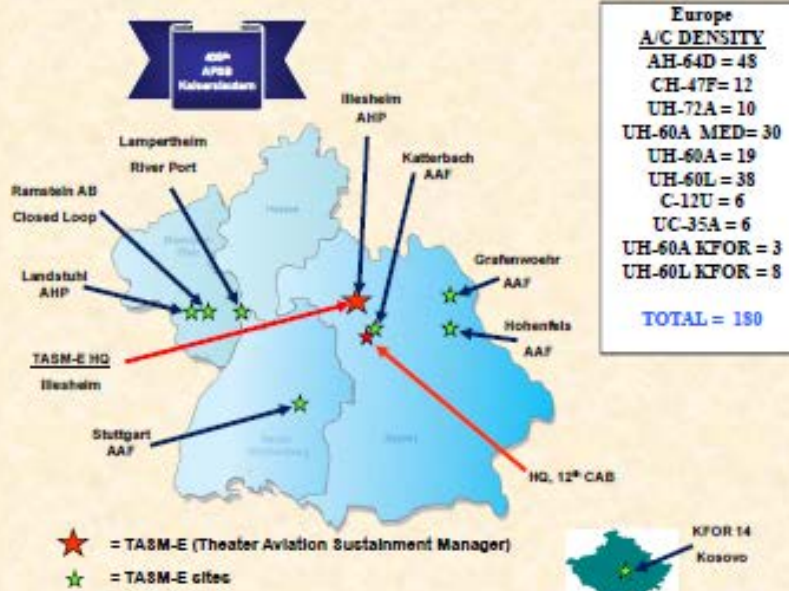 405th
AFSB
Kaiserslautern
Europe
A/C DENSITY
AH-64D = 48
CH-47F= 12
UH-72A = 10
UH-60A MED= 30
UH-60A = 19
UH-60L = 38
C-12U = 6
UC-35A = 6
UH-60A KFOR = 3
UH-60L KFOR = 8
TOTAL = 180
Illesheim
AHP
Lampertheim
River Port
Katterbach
AAF
Ramstein AB
Closed Loop
Hesse
Grafenwoehr
AAF
Landstuhl
AHP
Hohenfels
AAF
TASM-E HQ
Illesheim
Stuttgart
AAF
HQ, 12th CAB
= TASM-E (Theater Aviation Sustainment Manager)
= TASM-E sites
KFOR 14
Kosovo